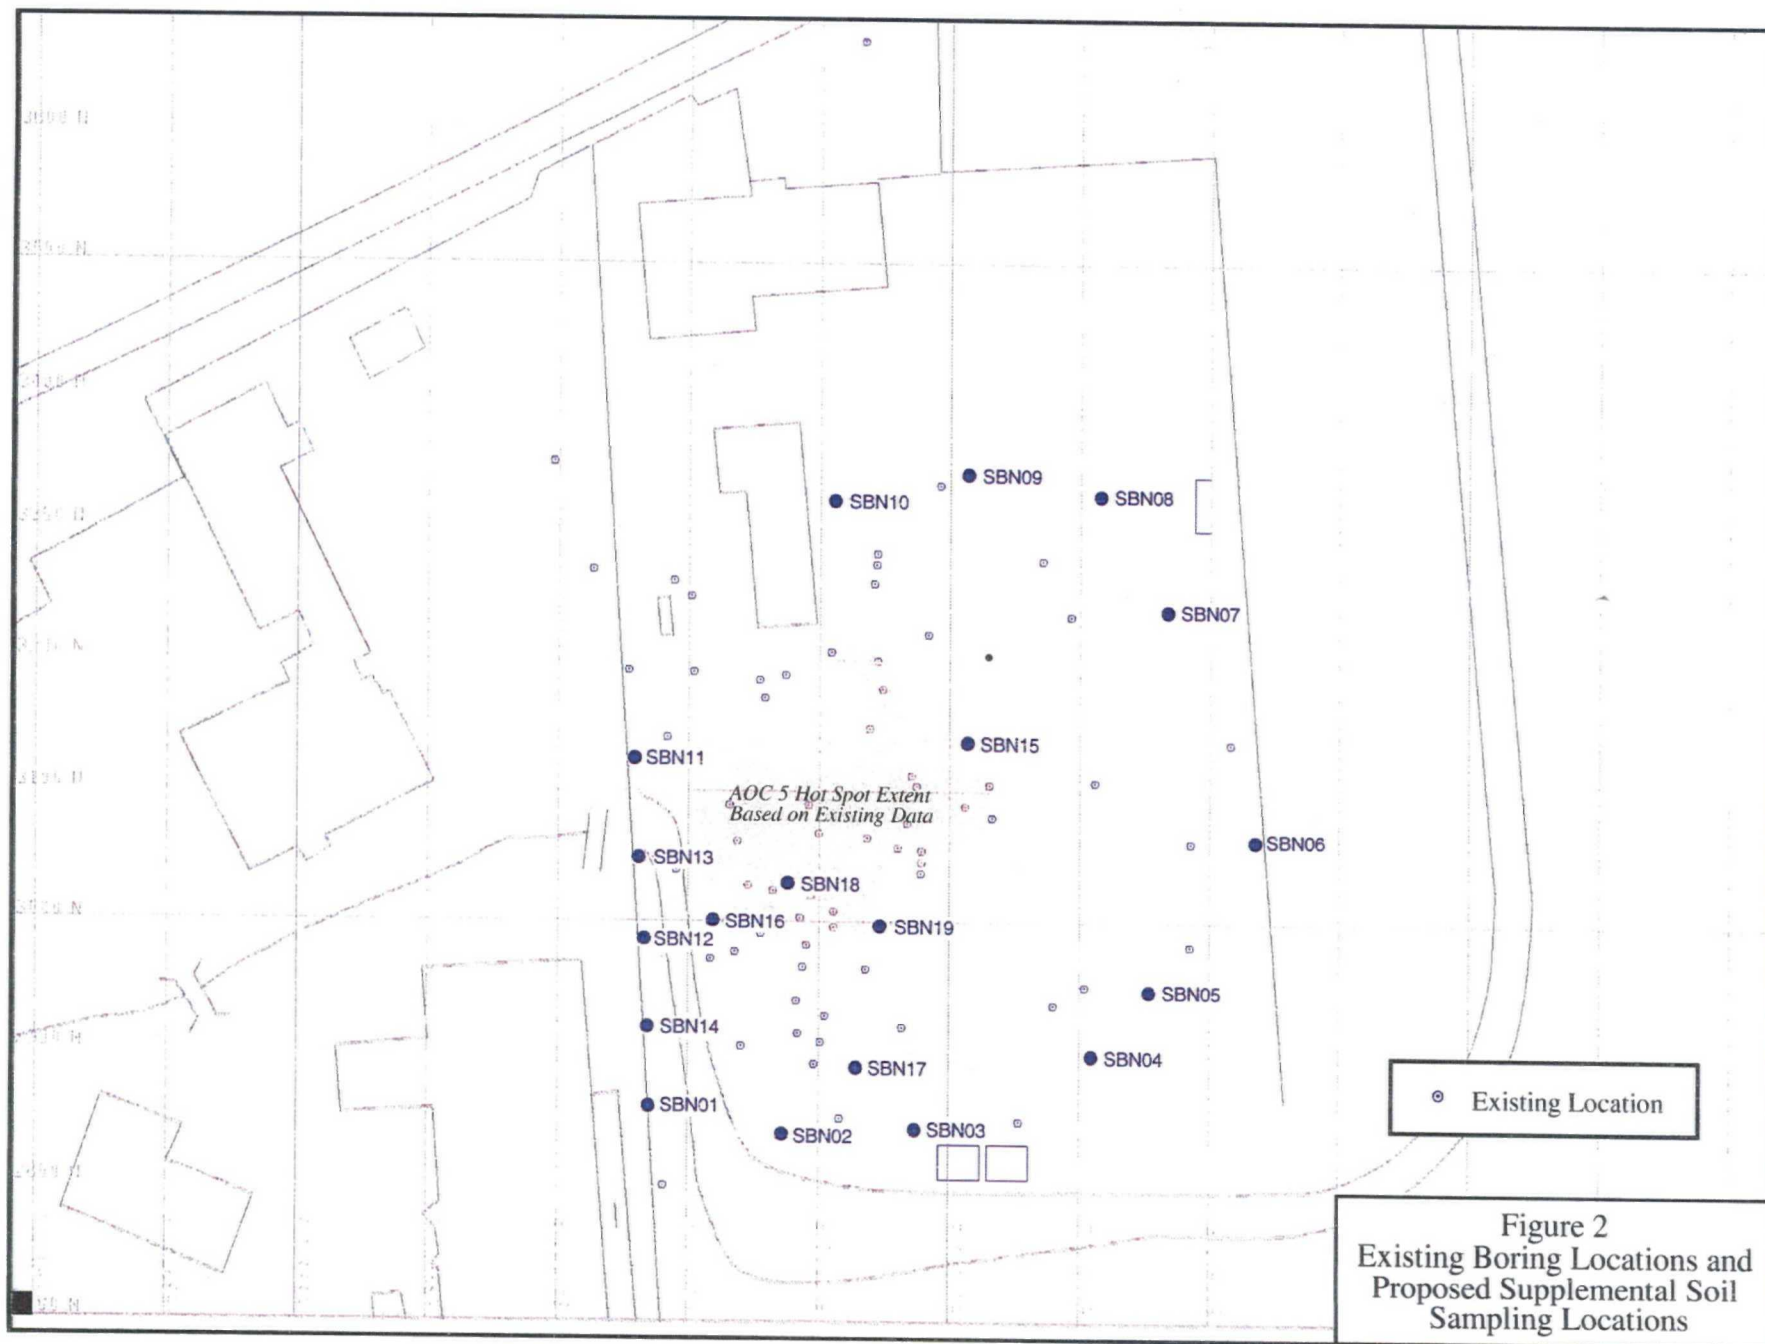 SBN09
SBN10
SBN08
SBN07
SBN15
SBN11
AOC 5 Hot Spot Extent
Based on Existing Data
SBN06
SBN13
SBN18
SBN16
SBN19
SBN12
SBN05
SBN14
SBN04
SBN17
SBN01
SBN02
SBN03
Existing Location
Figure 2
Existing Boring Locations and
Proposed Supplemental Soil
Sampling Locations